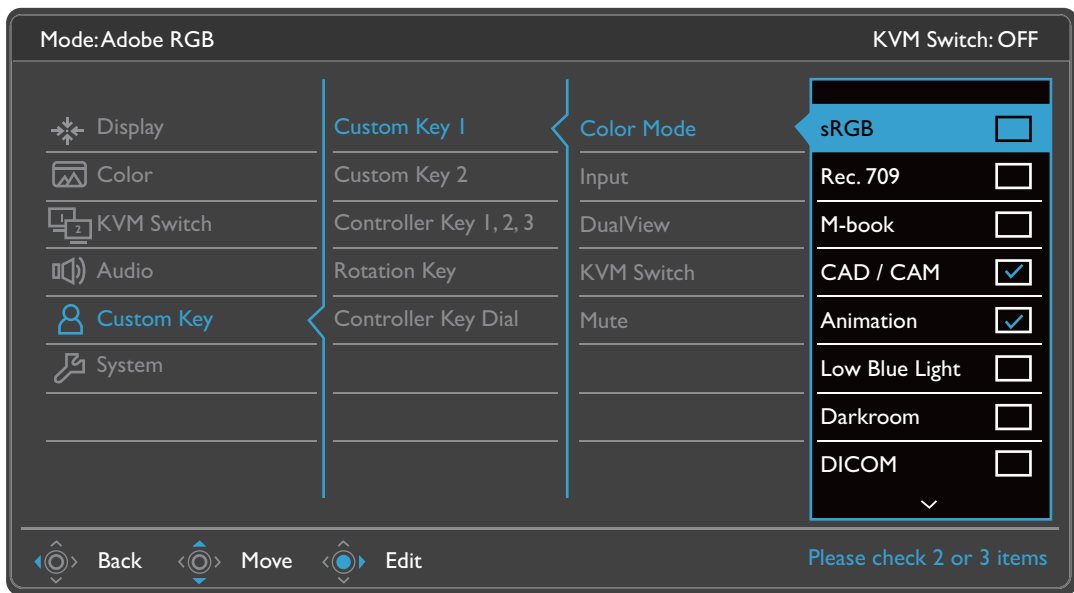 Mode: Adobe RGB KVM Switch: OFF
Display Custom Key 1 Color Mode sRGB
Color Custom Key 2 Input Rec. 709
1 2 KVM Switch Controller Key 1, 2, 3 DualView M-book
Audio Rotation Key KVM Switch CAD / CAM
Custom Key Controller Key Dial Mute Animation
System Low Blue Light
Darkroom
DICOM
Back Move Edit Please check 2 or 3 items